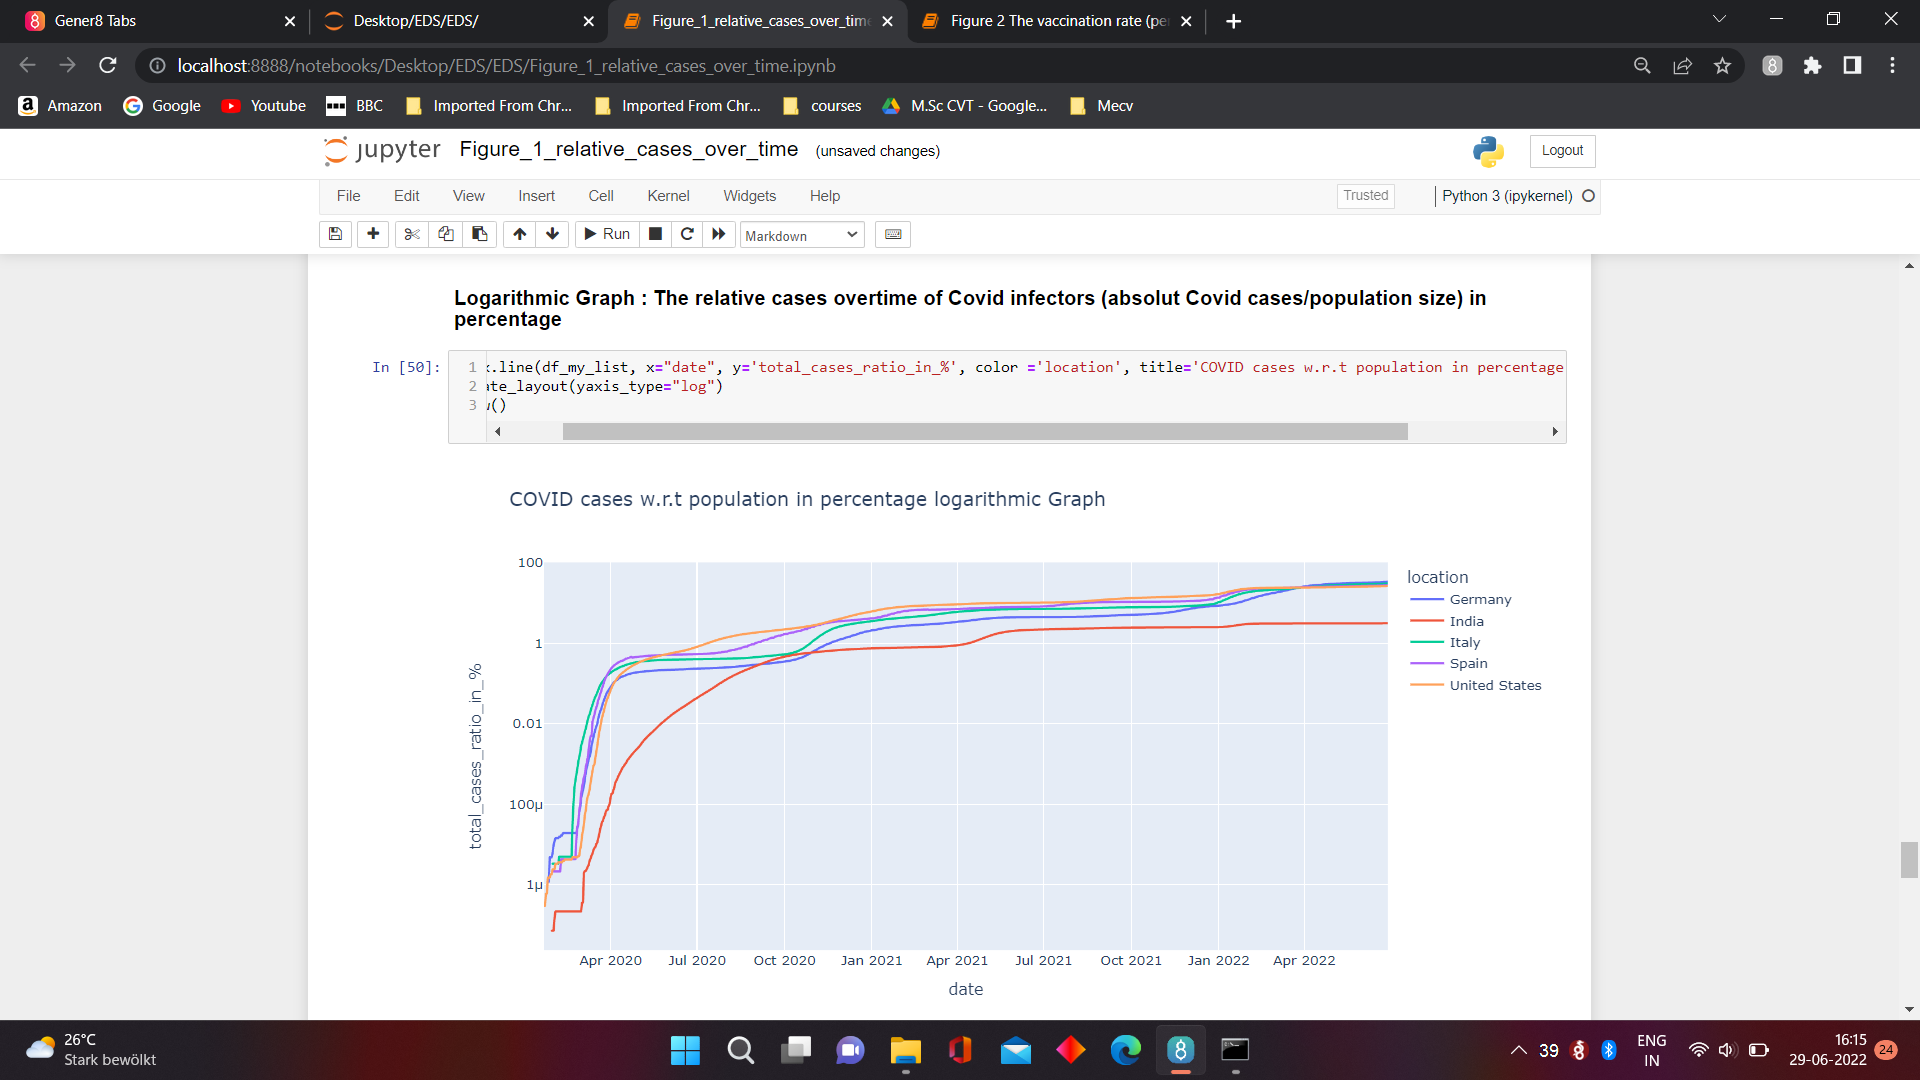 Gener8 Tabs
Desktop/EDS/EDS/
Figure_1_relative_cases_over_tim
Figure 2 The vaccination rate (pe
localhost:8888/notebooks/Desktop/EDS/EDS/Figure_1_relative_cases_over_time.ipynb
Amazon
Google
Youtube
BBC
Imported From Chr...
Imported From Chr...
courses
M.Sc CVT - Google...
Mecv
jupyter
Figure_1_relative_cases_over_time
(unsaved changes)
Logout
File
Edit
View
Insert
Cell
Kernel
Widgets
Help
Trusted
Python 3 (ipykernel)
Run
Markdown
Logarithmic Graph : The relative cases overtime of Covid infectors (absolut Covid cases/population size) in
percentage
In [50]:
1 .line(df_my_list, x="date", y='total_cases_ratio_in_%', color ='location', title='COVID cases w.r.t population in percentage
2 ate_layout(yaxis_type="log")
3 ()
COVID cases w.r.t population in percentage logarithmic Graph
100
1
0.01
100μ
1μ
total_cases_ratio_in_%
Apr 2020
Jul 2020
Oct 2020
Jan 2021
Apr 2021
Jul 2021
Oct 2021
Jan 2022
Apr 2022
date
location
Germany
India
Italy
Spain
United States
26°C
Stark bewölkt
39
ENG
IN
16:15
29-06-2022
24